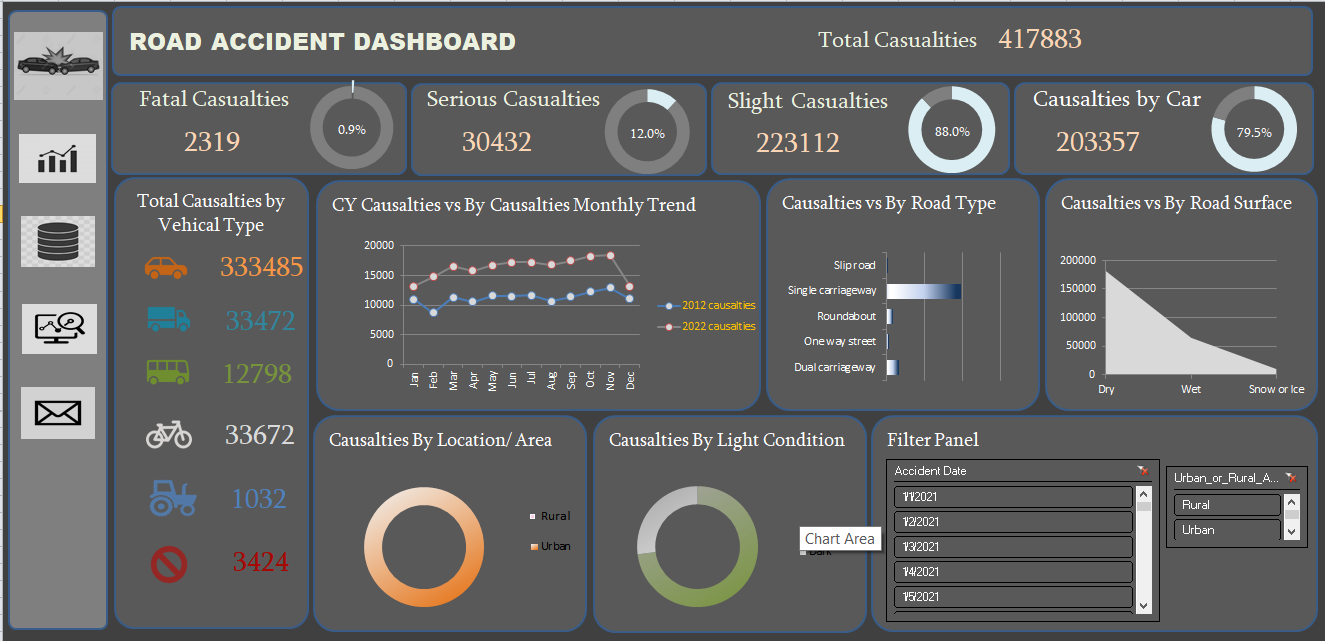 ROAD ACCIDENT DASHBOARD
Total Casualities 417883
Fatal Casualties
2319
0.9%
Serious Casualties
30432
12.0%
Slight Casualties
223112
88.0%
Causalties by Car
203357
79.5%
Total Causalties by
Vehical Type
333485
33472
12798
33672
1032
3424
CY Causalties vs By Causalties Monthly Trend
20000
15000
10000
5000
0
Jan Feb Mar Apr May Jun Jul Aug Sep Oct Nov Dec
2012 causalties
2022 causalties
Causalties vs By Road Type
Slip road
Single carriageway
Roundabout
One way street
Dual carriageway
Causalties vs By Road Surface
200000
150000
100000
50000
0
Dry Wet Snow or Ice
Causalties By Location/ Area
Rural
Urban
Causalties By Light Condition
Chart Area
Dark
Filter Panel
Accident Date
1/1/2021
1/2/2021
1/3/2021
1/4/2021
1/5/2021
Urban_or_Rural_A...
Rural
Urban